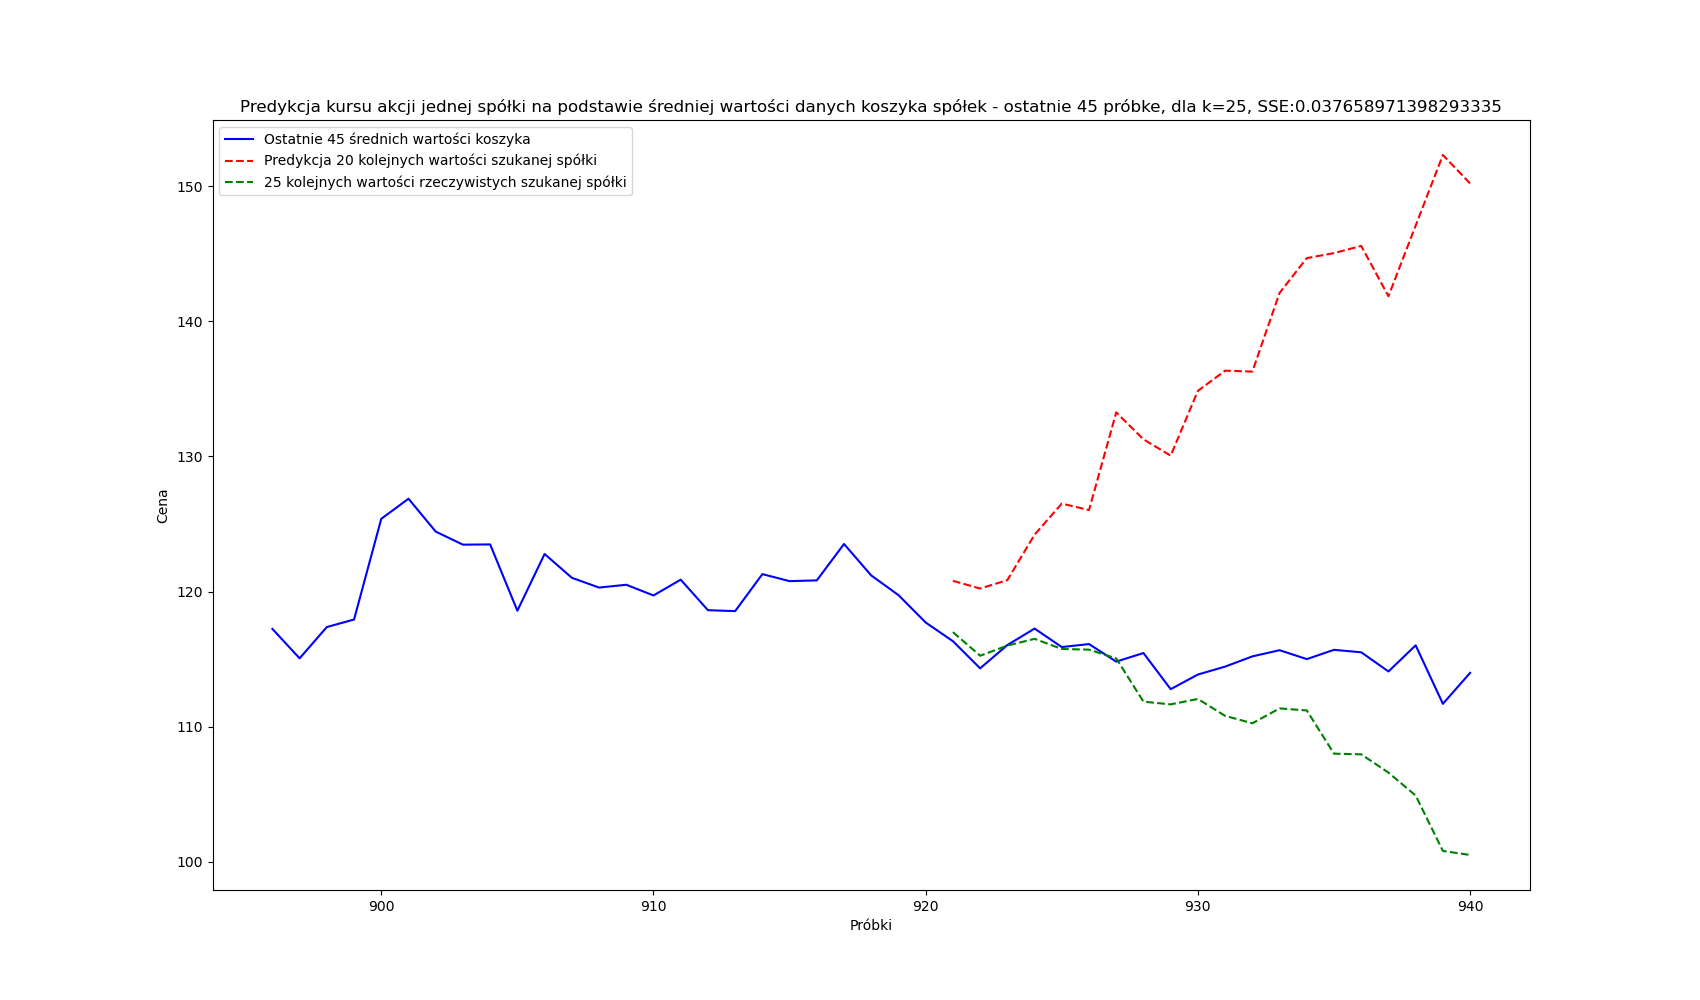 Predykcja kursu akcji jednej spółki na podstawie średniej wartości danych koszyka spółek - ostatnie 45 próbke, dla k=25, SSE:0.037658971398293335
Ostatnie 45 średnich wartości koszyka
Predykcja 20 kolejnych wartości szukanej spółki
25 kolejnych wartości rzeczywistych szukanej spółki
150
140
130
120
110
100
Cena
900 910 920 930 940
Próbki